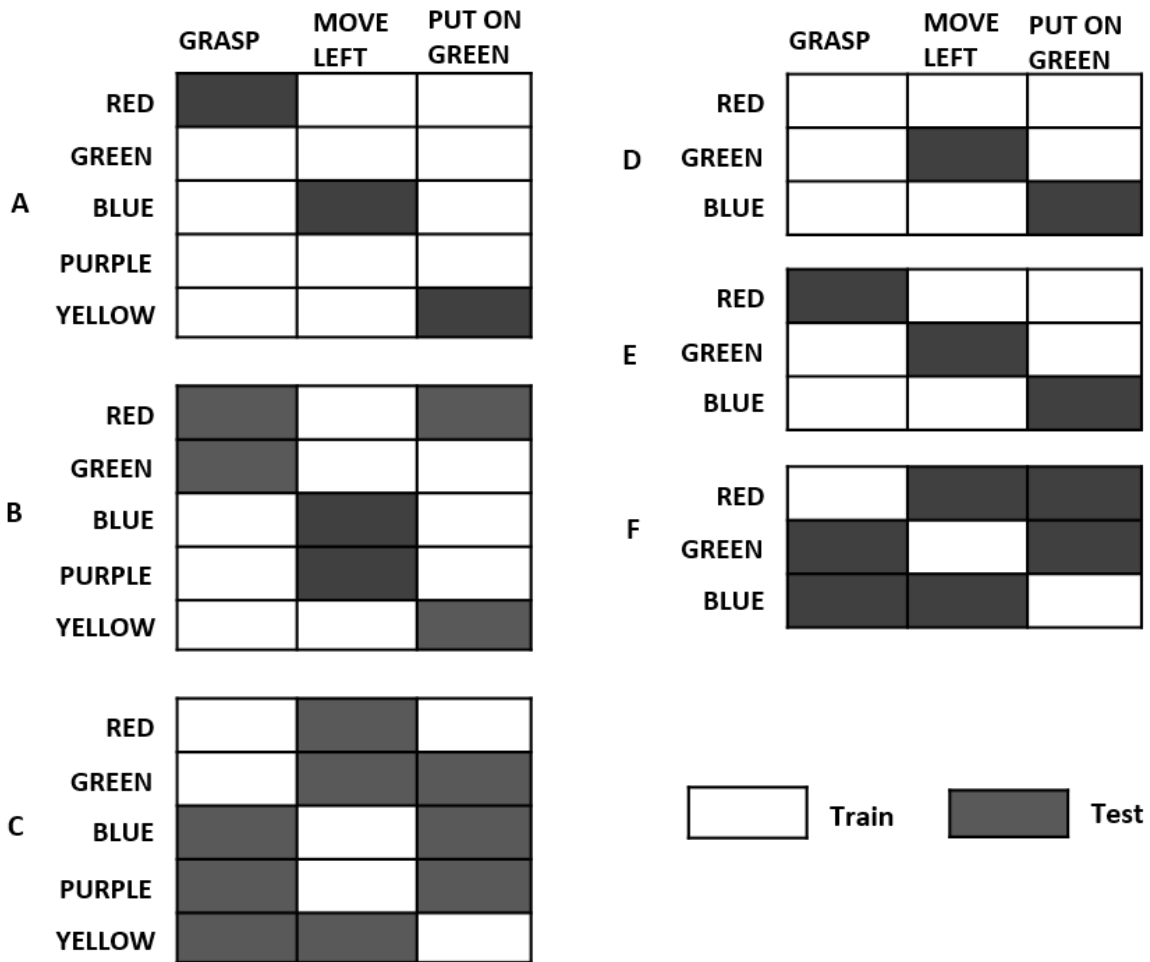 GRASP
MOVE
LEFT
PUT ON
GREEN
A
RED
GREEN
BLUE
PURPLE
YELLOW
B
RED
GREEN
BLUE
PURPLE
YELLOW
C
RED
GREEN
BLUE
PURPLE
YELLOW
GRASP
MOVE
LEFT
PUT ON
GREEN
D
RED
GREEN
BLUE
E
RED
GREEN
BLUE
F
RED
GREEN
BLUE
Train
Test